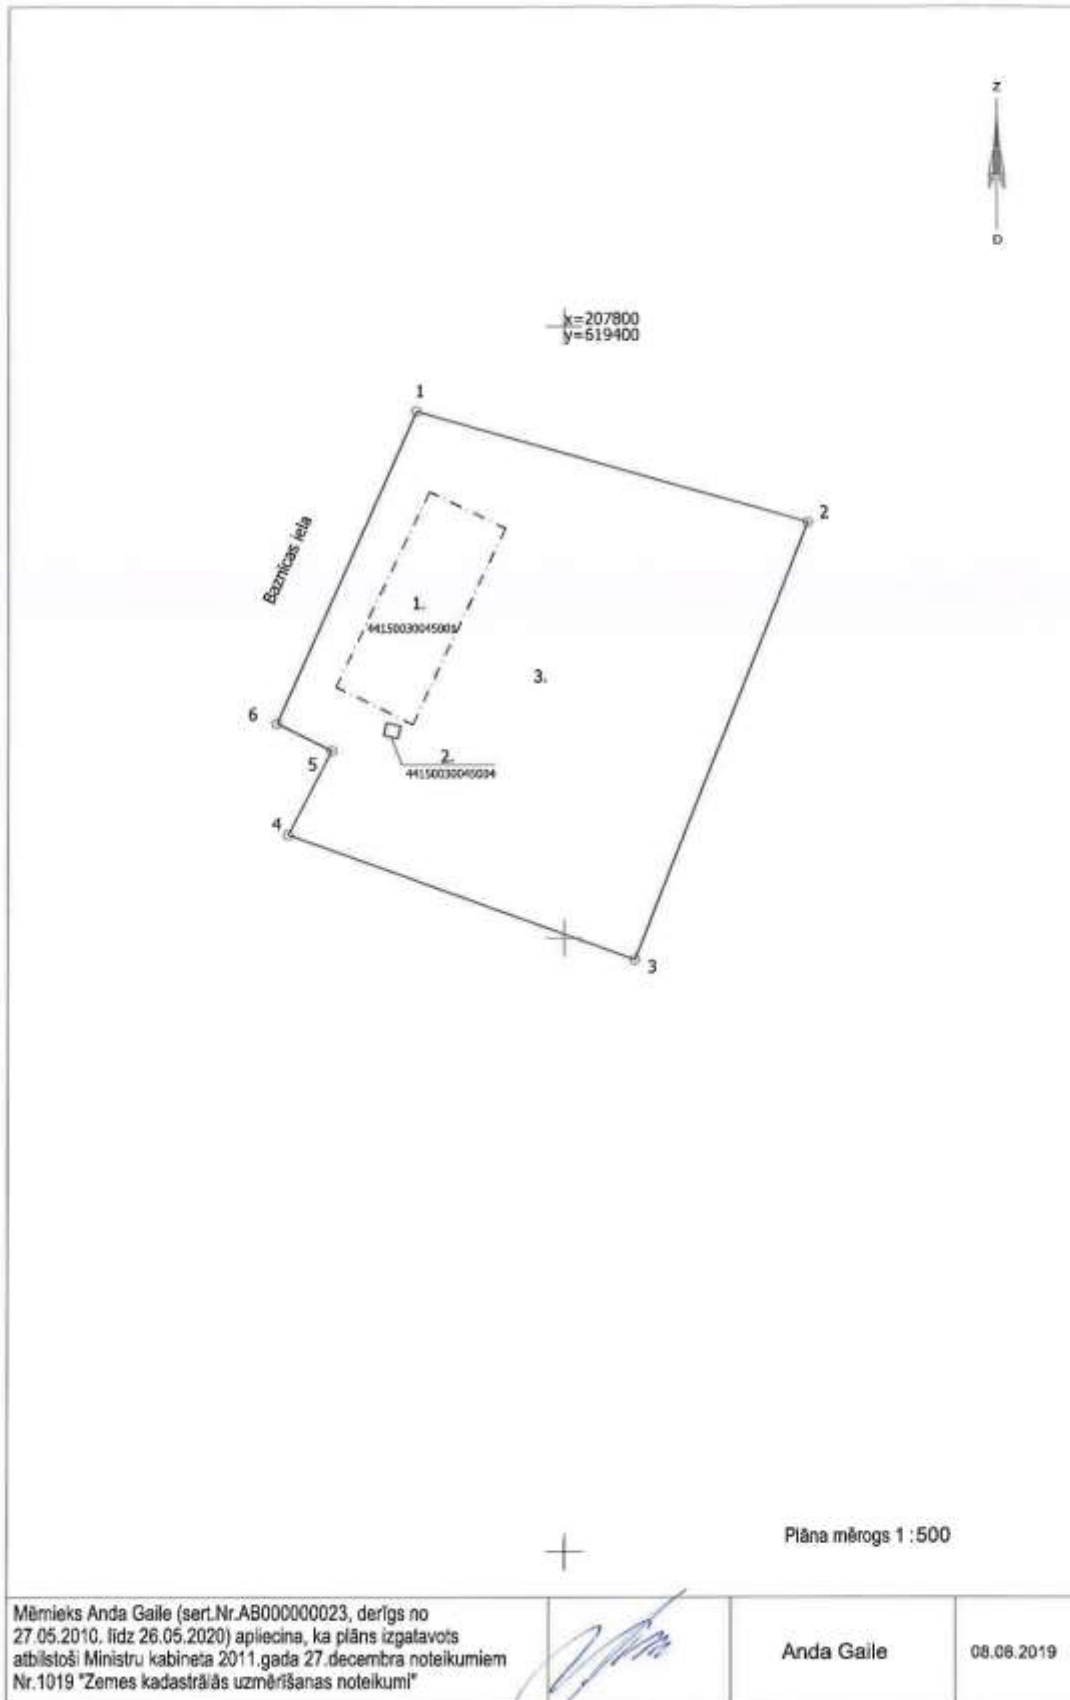 Z
D
x=207800
y=619400
1
2
Baznīcas iela
1.
44150030045001
3.
6
5
2.
44150030045004
4
3
Plāna mērogs 1 : 500
Mērnieks Anda Gaile (sert.Nr.AB000000023, derīgs no
27.05.2010. līdz 26.05.2020) apliecina, ka plāns izgatavots
atbilstoši Ministru kabineta 2011.gada 27.decembra noteikumiem
Nr.1019 "Zemes kadastrālās uzmērīšanas noteikumi"
Anda Gaile
08.08.2019